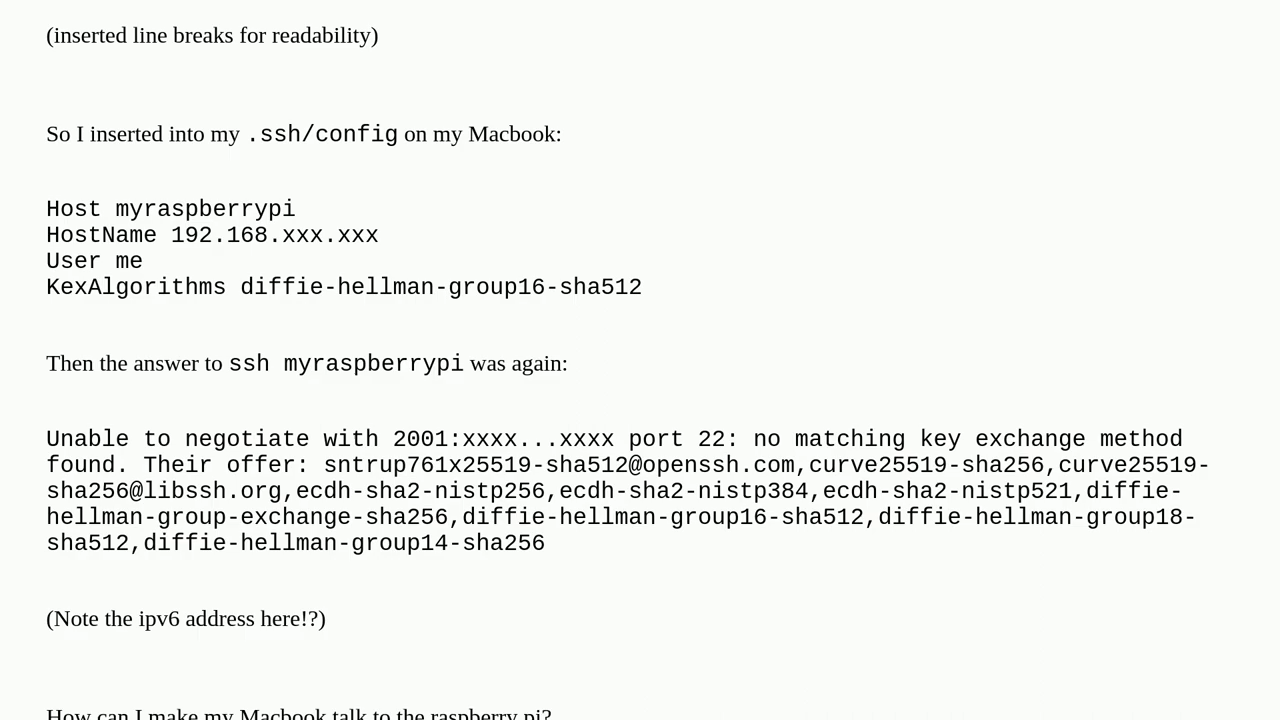 (inserted line breaks for readability)
So I inserted into my .ssh/config on my Macbook:
Host myraspberrypi
HostName 192.168.xxx.xxx
User me
KexAlgorithms diffie-hellman-group16-sha512
Then the answer to ssh myraspberrypi was again:
Unable to negotiate with 2001:xxxx...xxxx port 22: no matching key exchange method
found. Their offer: sntrup761x25519-sha512@openssh.com,curve25519-sha256,curve25519-
sha256@libssh.org,ecdh-sha2-nistp256,ecdh-sha2-nistp384,ecdh-sha2-nistp521,diffie-
hellman-group-exchange-sha256,diffie-hellman-group16-sha512,diffie-hellman-group18-
sha512,diffie-hellman-group14-sha256
(Note the ipv6 address here!?)
How can I make my Macbook talk to the raspberry pi?